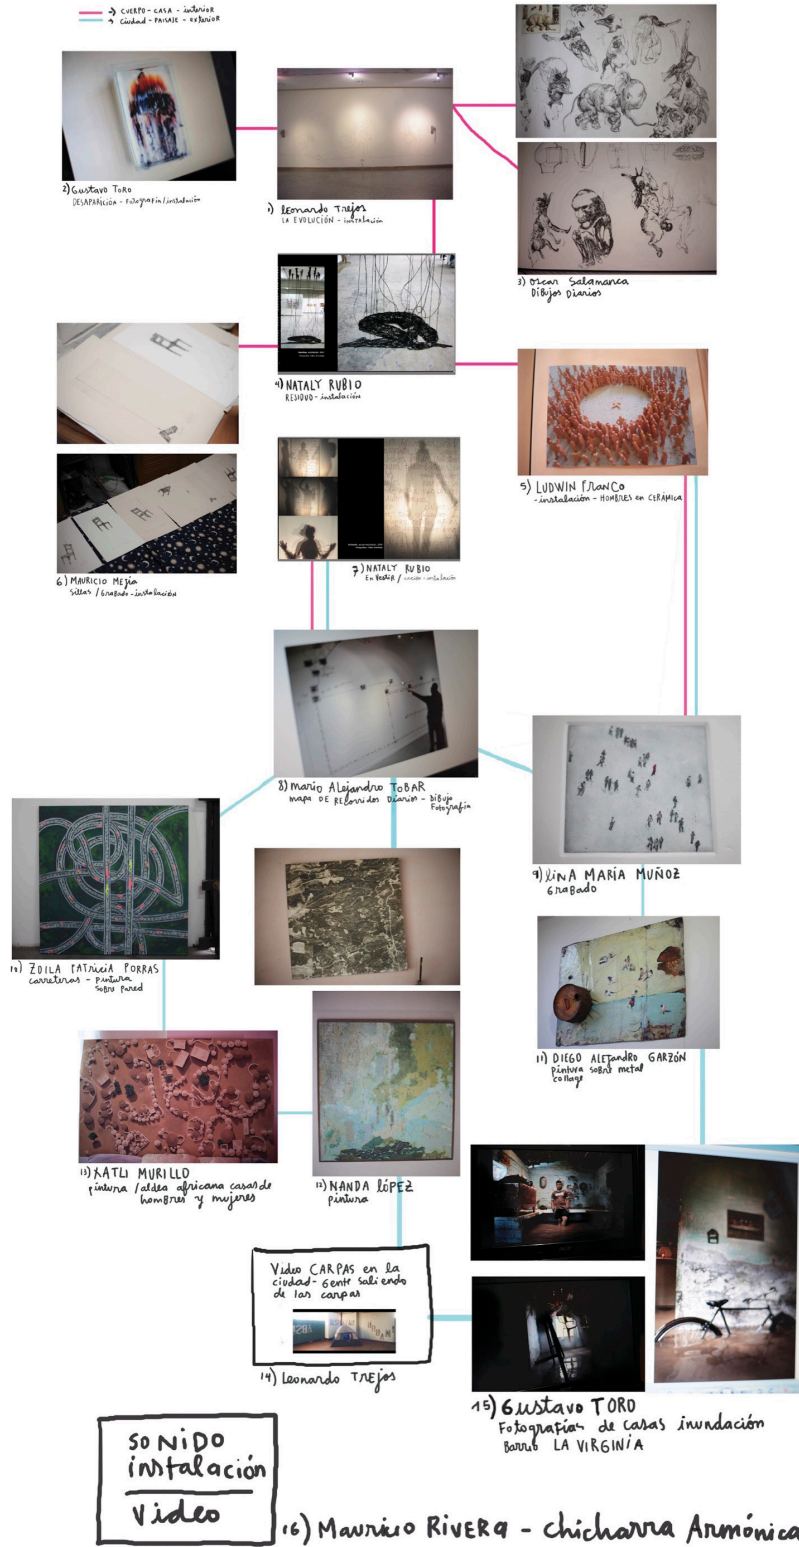 → CUERPO - CASA - interioR
→ ciudad - PAISAJE - exterioR
2) Gustavo TORO
DESAPARICIÓN - Fotografía/instalación
1) leonardo Trejos
LA EVOLUCIÓN - instalación
3) oscar Salamanca
DiBujos Diarios
4) NATALY RUBIO
RESIDUO - instalación
5) LUDWIN FRANCO
- instalación - HOMBRES en CERÁMICA
6) MAURICIO MEjía
Sillas / GRaBado - instalación
7) NATALY RUBIO
En Vestir / acción - instalación
8) MARIO AlEjANDRO ToBAR
MAPA DE REcorridos DiaRios - DiBujo
Fotografía
9) liNA MARÍA MUÑOZ
GRaBado
10) ZOILA PATRiciA PORRAS
carreteras - pintura
SoBRe paRed
11) DIEGO ALEJANDRO GARZÓN
pintura sobre metal
collage
13) XATLI MURILLO
pintura / aldea africana casas de
hombres y mujeres
12) NANDA lÓPEZ
pintura
Video CARPAS en la
ciudad - Gente saliendo
de las carpas
14) Leonardo TREjos
15) Gustavo TORO
Fotografías de casas inundación
Barrio LA VIRGINIA
SONIDO
instalación
Video
16) Mauricio RIVERA - chicharra Armónica